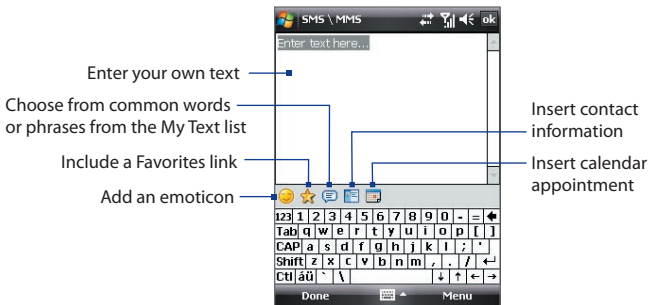 SMS \ MMS ok
Enter text here...
Enter your own text
Choose from common words
or phrases from the My Text list
Include a Favorites link
Add an emoticon
Insert contact
information
Insert calendar
appointment
123 1 2 3 4 5 6 7 8 9 0 - =
Tab q w e r t y u i o p [ ]
CAP a s d f g h j k l ; '
Shift z x c v b n m , . /
Ctl áü ` \
Done Menu